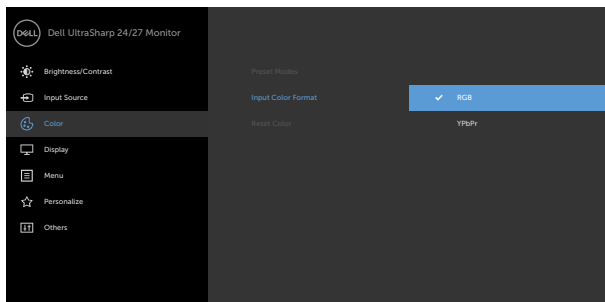 DELL Dell UltraSharp 24/27 Monitor
Brightness/Contrast
Preset Modes
Input Source
Input Color Format
RGB
Color
Reset Color
YPbPr
Display
Menu
Personalize
Others